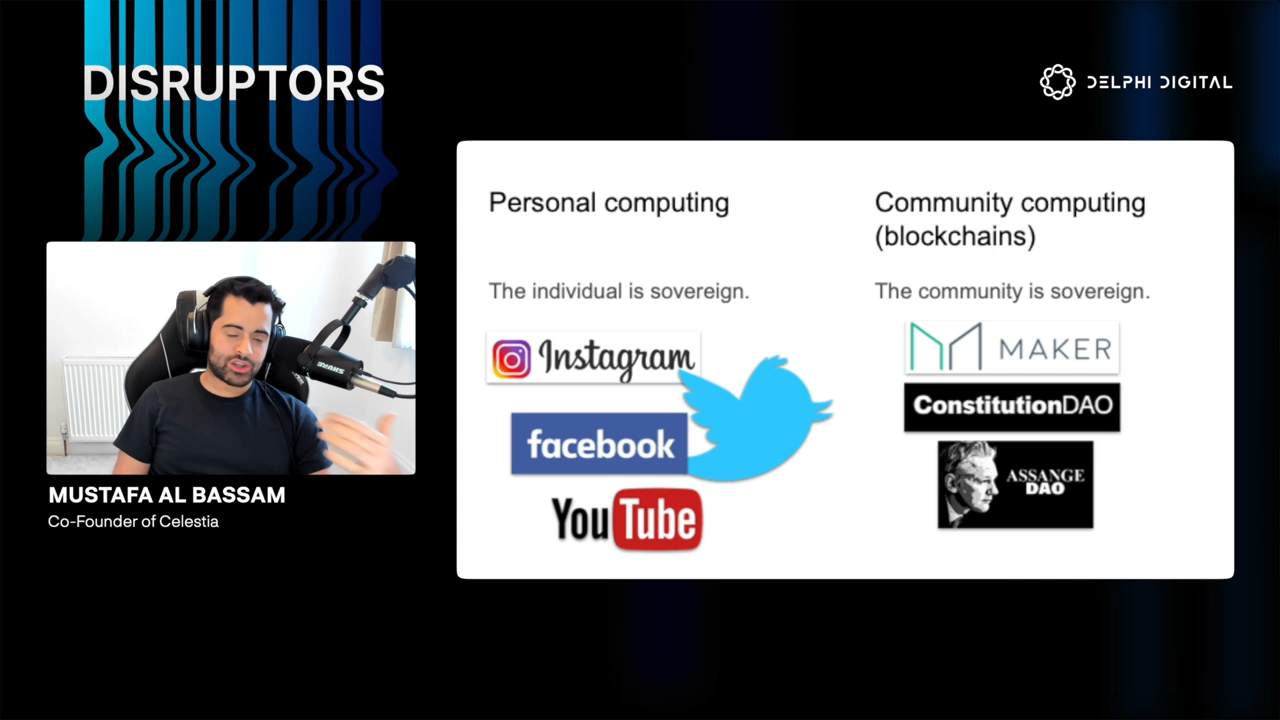 DISRUPTORS
DELPHI DIGITAL
MUSTAFA AL BASSAM
Co-Founder of Celestia
Personal computing
The individual is sovereign.
Instagram
facebook
YouTube
Community computing
(blockchains)
The community is sovereign.
MAKER
ConstitutionDAO
ASSANGE
DAO
SHURE